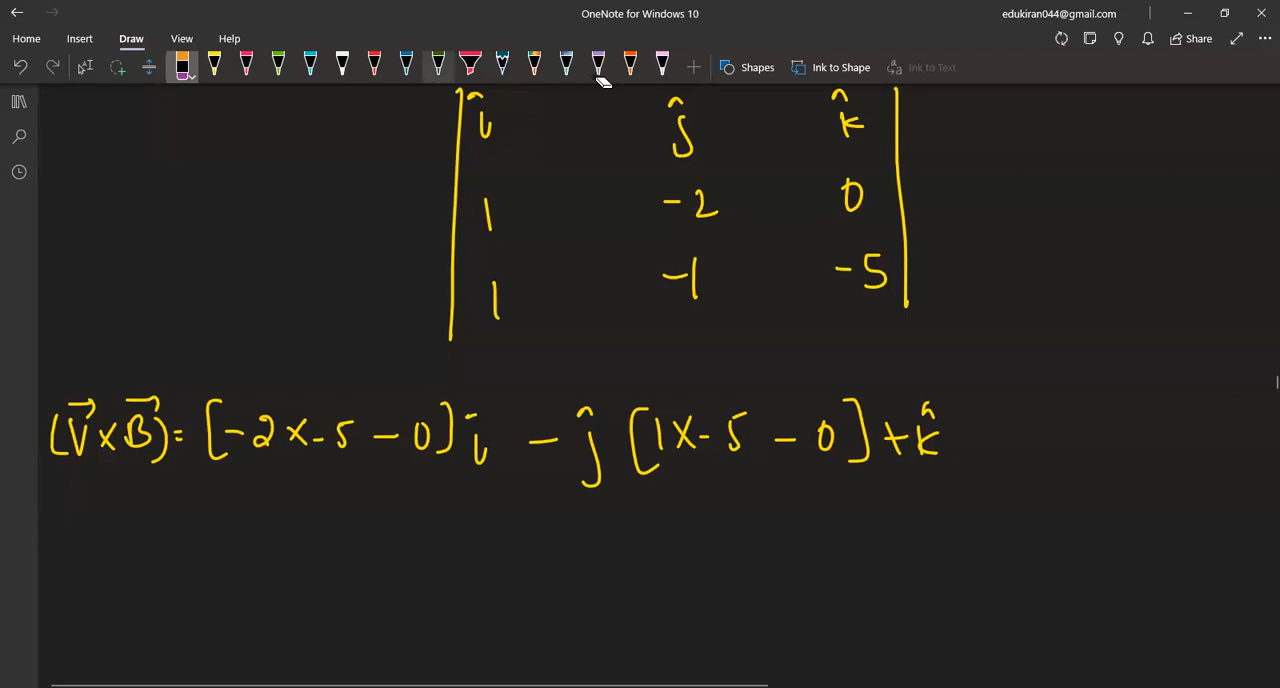 OneNote for Windows 10
edukiran044@gmail.com
Home Insert Draw View Help
Share
Shapes Ink to Shape Ink to Text
î ĵ k̂
1 -2 0
1 -1 -5
(V⃗×B⃗)= [-2×-5-0] î - ĵ [1×-5-0] + k̂